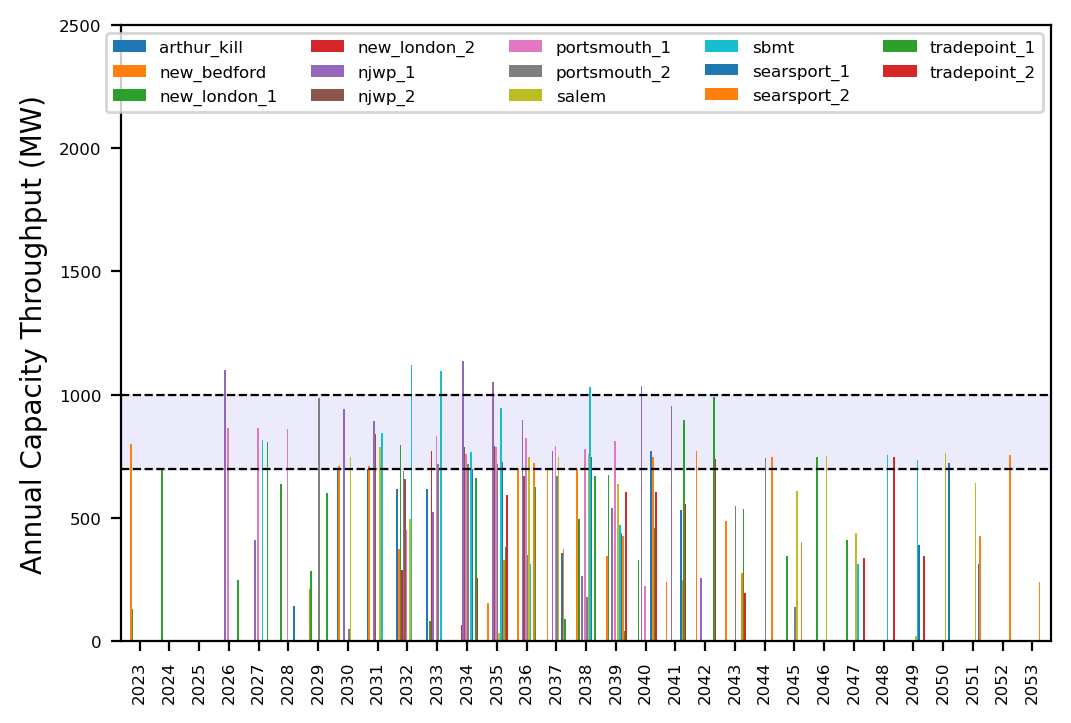 Annual Capacity Throughput (MW)
2500
2000
1500
1000
500
0
arthur_kill
new_bedford
new_london_1
new_london_2
njwp_1
njwp_2
portsmouth_1
portsmouth_2
salem
sbmt
searsport_1
searsport_2
tradepoint_1
tradepoint_2
2023
2024
2025
2026
2027
2028
2029
2030
2031
2032
2033
2034
2035
2036
2037
2038
2039
2040
2041
2042
2043
2044
2045
2046
2047
2048
2049
2050
2051
2052
2053